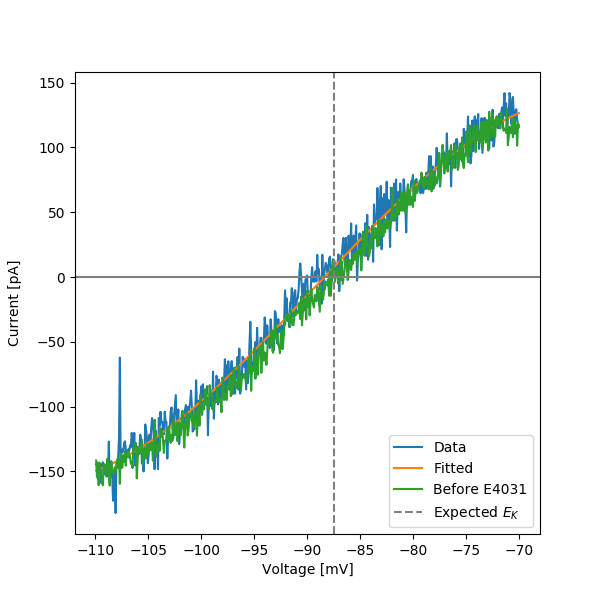 150
100
50
0
−50
−100
−150
Current [pA]
Data
Fitted
Before E4031
Expected E_K
−110 −105 −100 −95 −90 −85 −80 −75 −70
Voltage [mV]